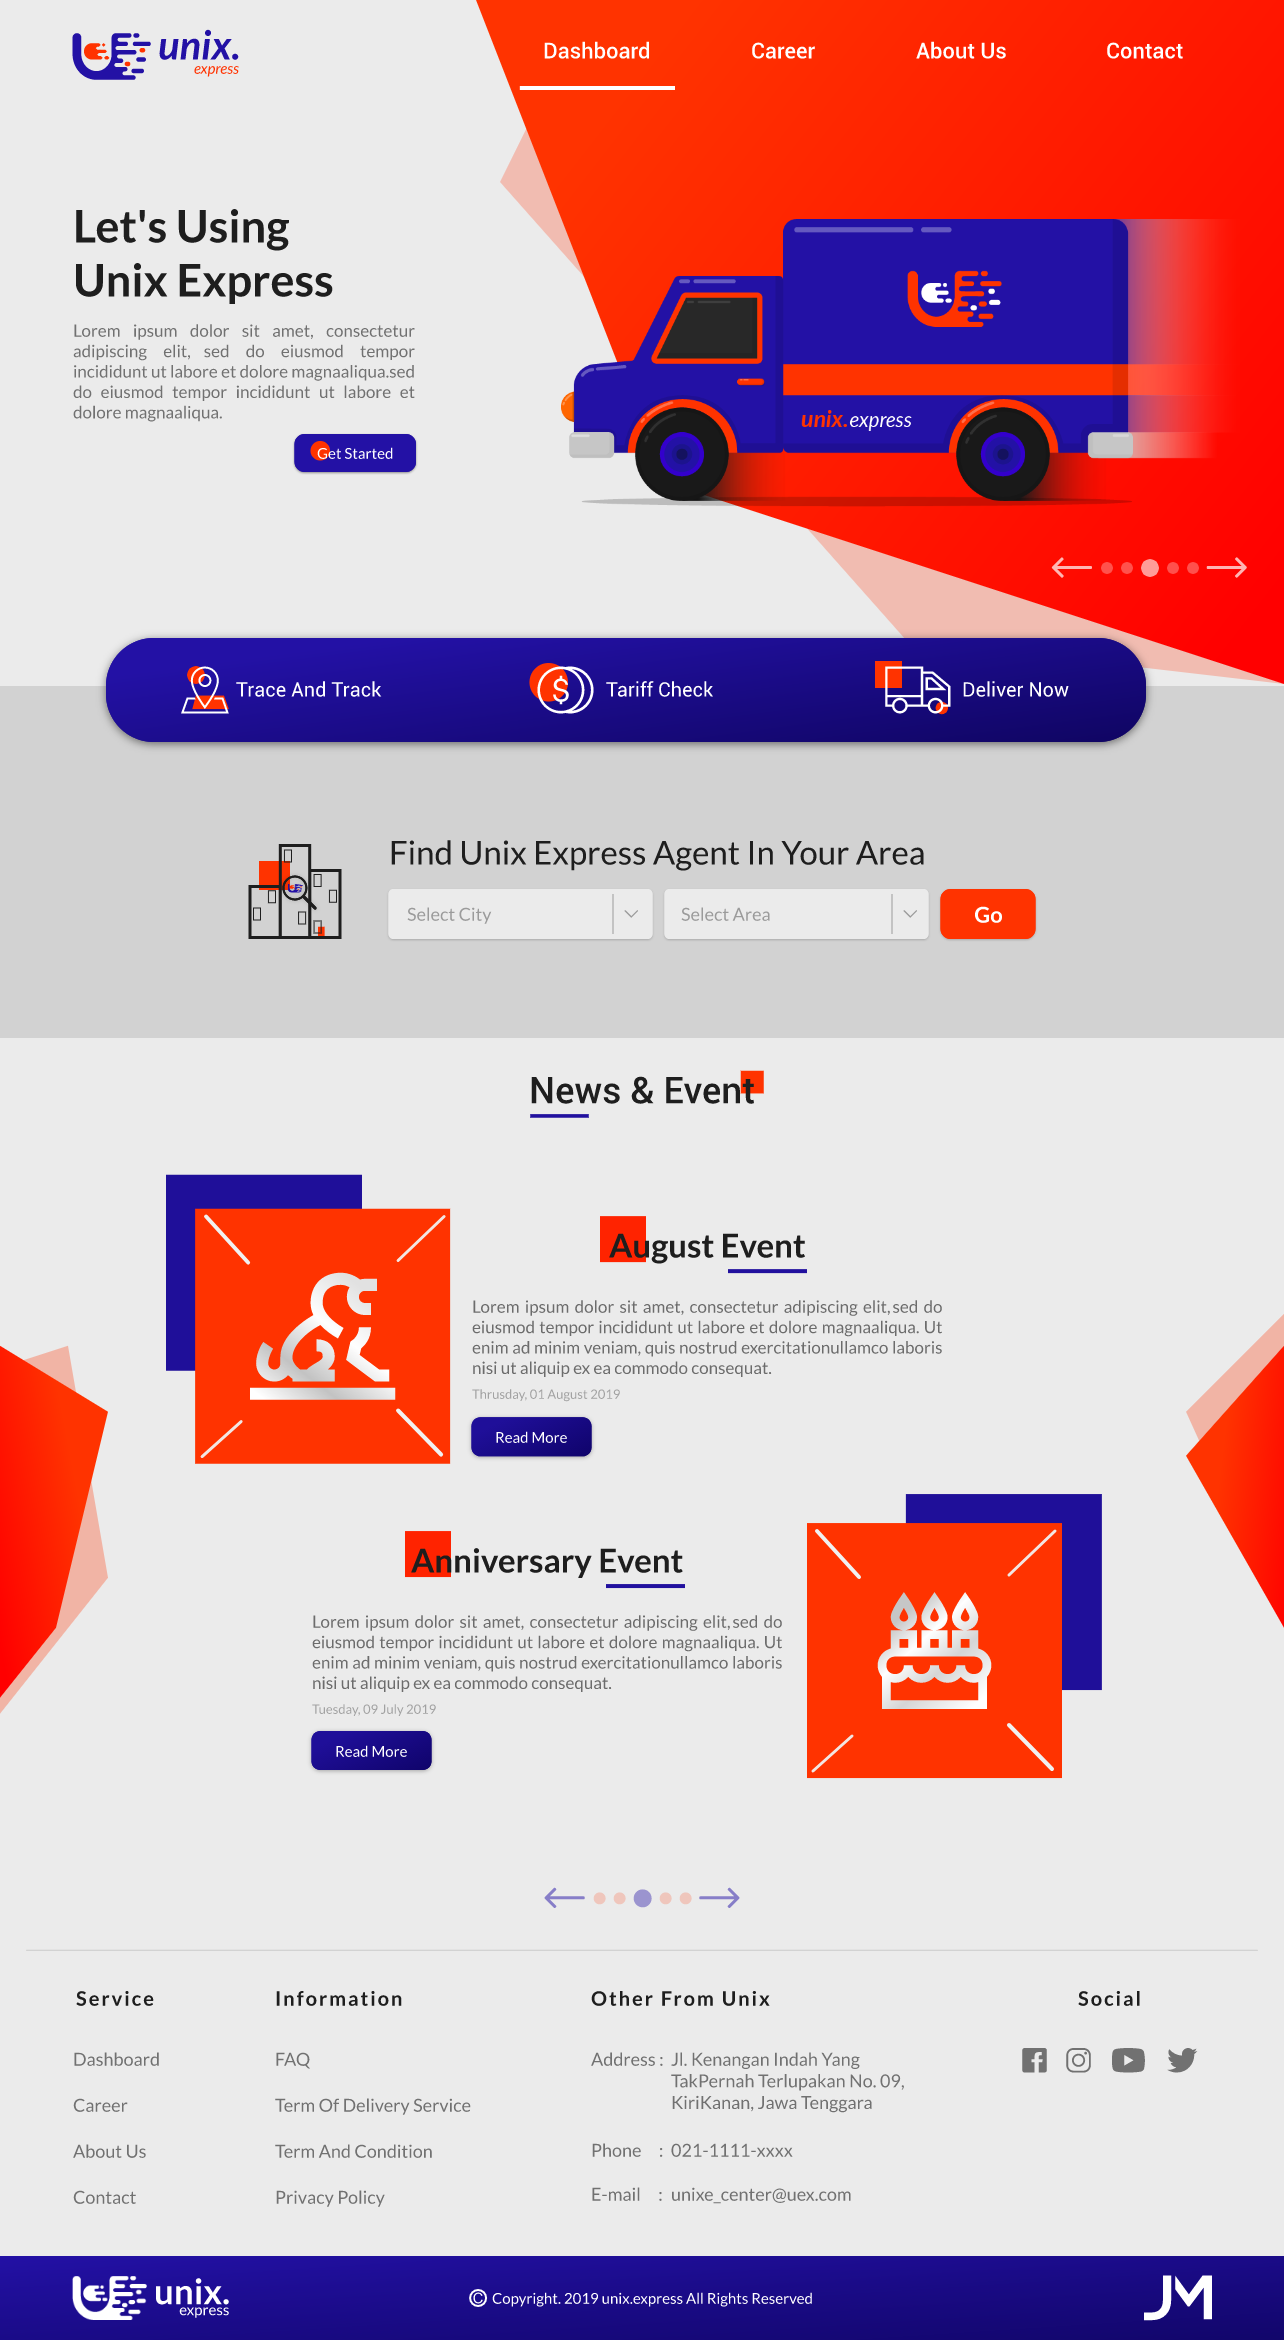 unix.
express
Dashboard
Career
About Us
Contact
Let's Using
Unix Express
Lorem ipsum dolor sit amet, consectetur
adipiscing elit, sed do eiusmod tempor
incididunt ut labore et dolore magnaaliqua.sed
do eiusmod tempor incididunt ut labore et
dolore magnaaliqua.
Get Started
unix.express
Trace And Track
Tariff Check
Deliver Now
Find Unix Express Agent In Your Area
Select City
Select Area
Go
News & Event
August Event
Lorem ipsum dolor sit amet, consectetur adipiscing elit,sed do
eiusmod tempor incididunt ut labore et dolore magnaaliqua. Ut
enim ad minim veniam, quis nostrud exercitationullamco laboris
nisi ut aliquip ex ea commodo consequat.
Thrusday, 01 August 2019
Read More
Anniversary Event
Lorem ipsum dolor sit amet, consectetur adipiscing elit,sed do
eiusmod tempor incididunt ut labore et dolore magnaaliqua. Ut
enim ad minim veniam, quis nostrud exercitationullamco laboris
nisi ut aliquip ex ea commodo consequat.
Tuesday, 09 July 2019
Read More
Service
Dashboard
Career
About Us
Contact
Information
FAQ
Term Of Delivery Service
Term And Condition
Privacy Policy
Other From Unix
Address : Jl. Kenangan Indah Yang
TakPernah Terlupakan No. 09,
KiriKanan, Jawa Tenggara
Phone : 021-1111-xxxx
E-mail : unixe_center@uex.com
Social
unix.
express
© Copyright. 2019 unix.express All Rights Reserved
JM